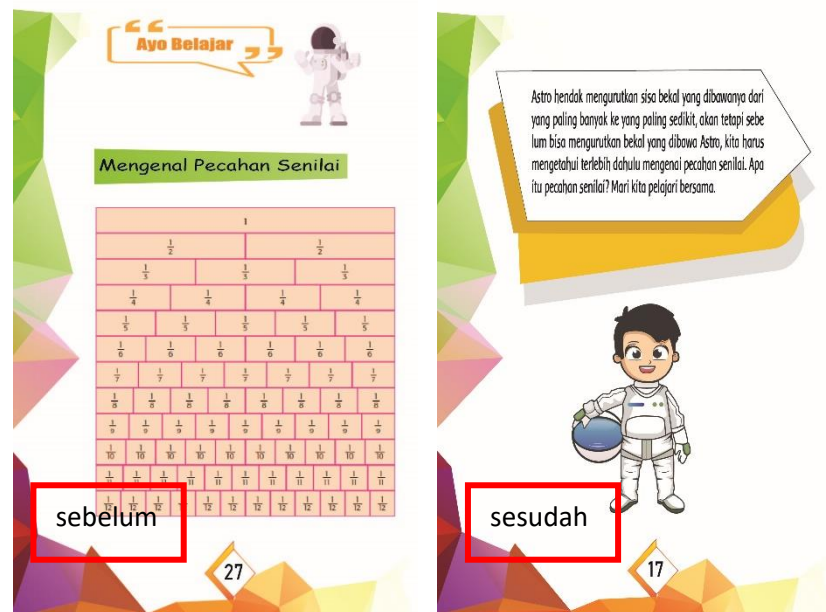 Ayo Belajar
Mengenal Pecahan Senilai
1
1/2 1/2
1/3 1/3 1/3
1/4 1/4 1/4 1/4
1/5 1/5 1/5 1/5 1/5
1/6 1/6 1/6 1/6 1/6 1/6
1/7 1/7 1/7 1/7 1/7 1/7 1/7
1/8 1/8 1/8 1/8 1/8 1/8 1/8 1/8
1/9 1/9 1/9 1/9 1/9 1/9 1/9 1/9 1/9
1/10 1/10 1/10 1/10 1/10 1/10 1/10 1/10 1/10 1/10
1/11 1/11 1/11 1/11 1/11 1/11 1/11 1/11 1/11 1/11 1/11
1/12 1/12 1/12 1/12 1/12 1/12 1/12 1/12 1/12 1/12 1/12 1/12
sebelum
27
Astro hendak mengurutkan sisa bekal yang dibawanya dari
yang paling banyak ke yang paling sedikit, akan tetapi sebe
lum bisa mengurutkan bekal yang dibawa Astro, kita harus
mengetahui terlebih dahulu mengenai pecahan senilai. Apa
itu pecahan senilai? Mari kita pelajari bersama.
sesudah
17